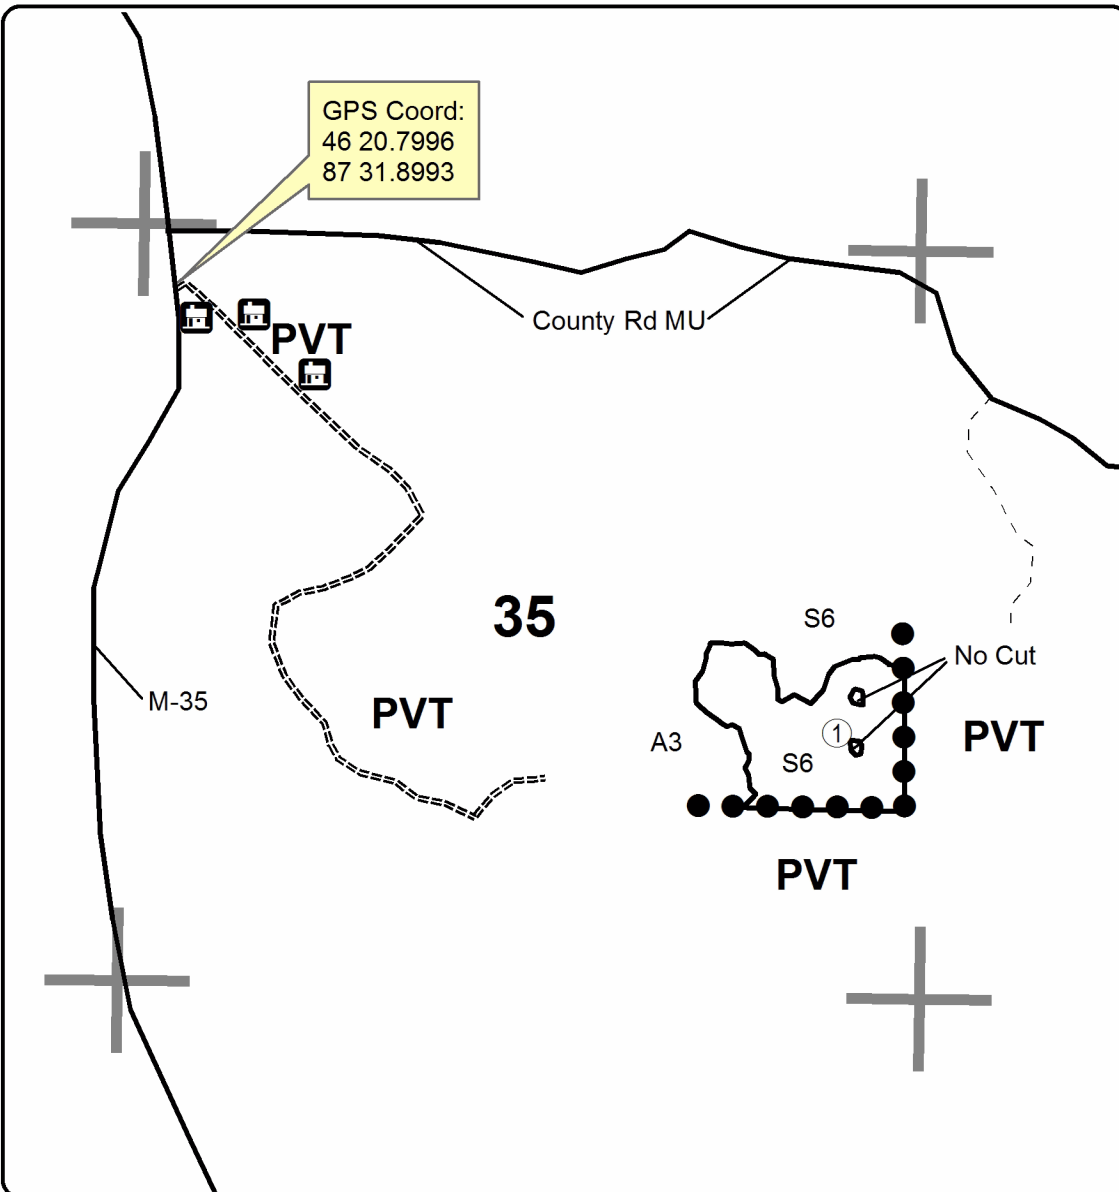 GPS Coord:
46 20.7996
87 31.8993
County Rd MU
PVT
35
S6
No Cut
M-35
PVT
A3
1
PVT
S6
PVT